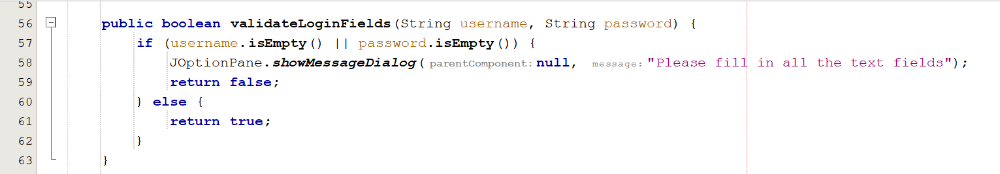 55
56 public boolean validateLoginFields(String username, String password) {
57 if (username.isEmpty() || password.isEmpty()) {
58 JOptionPane.showMessageDialog(parentComponent: null, message: "Please fill in all the text fields");
59 return false;
60 } else {
61 return true;
62 }
63 }